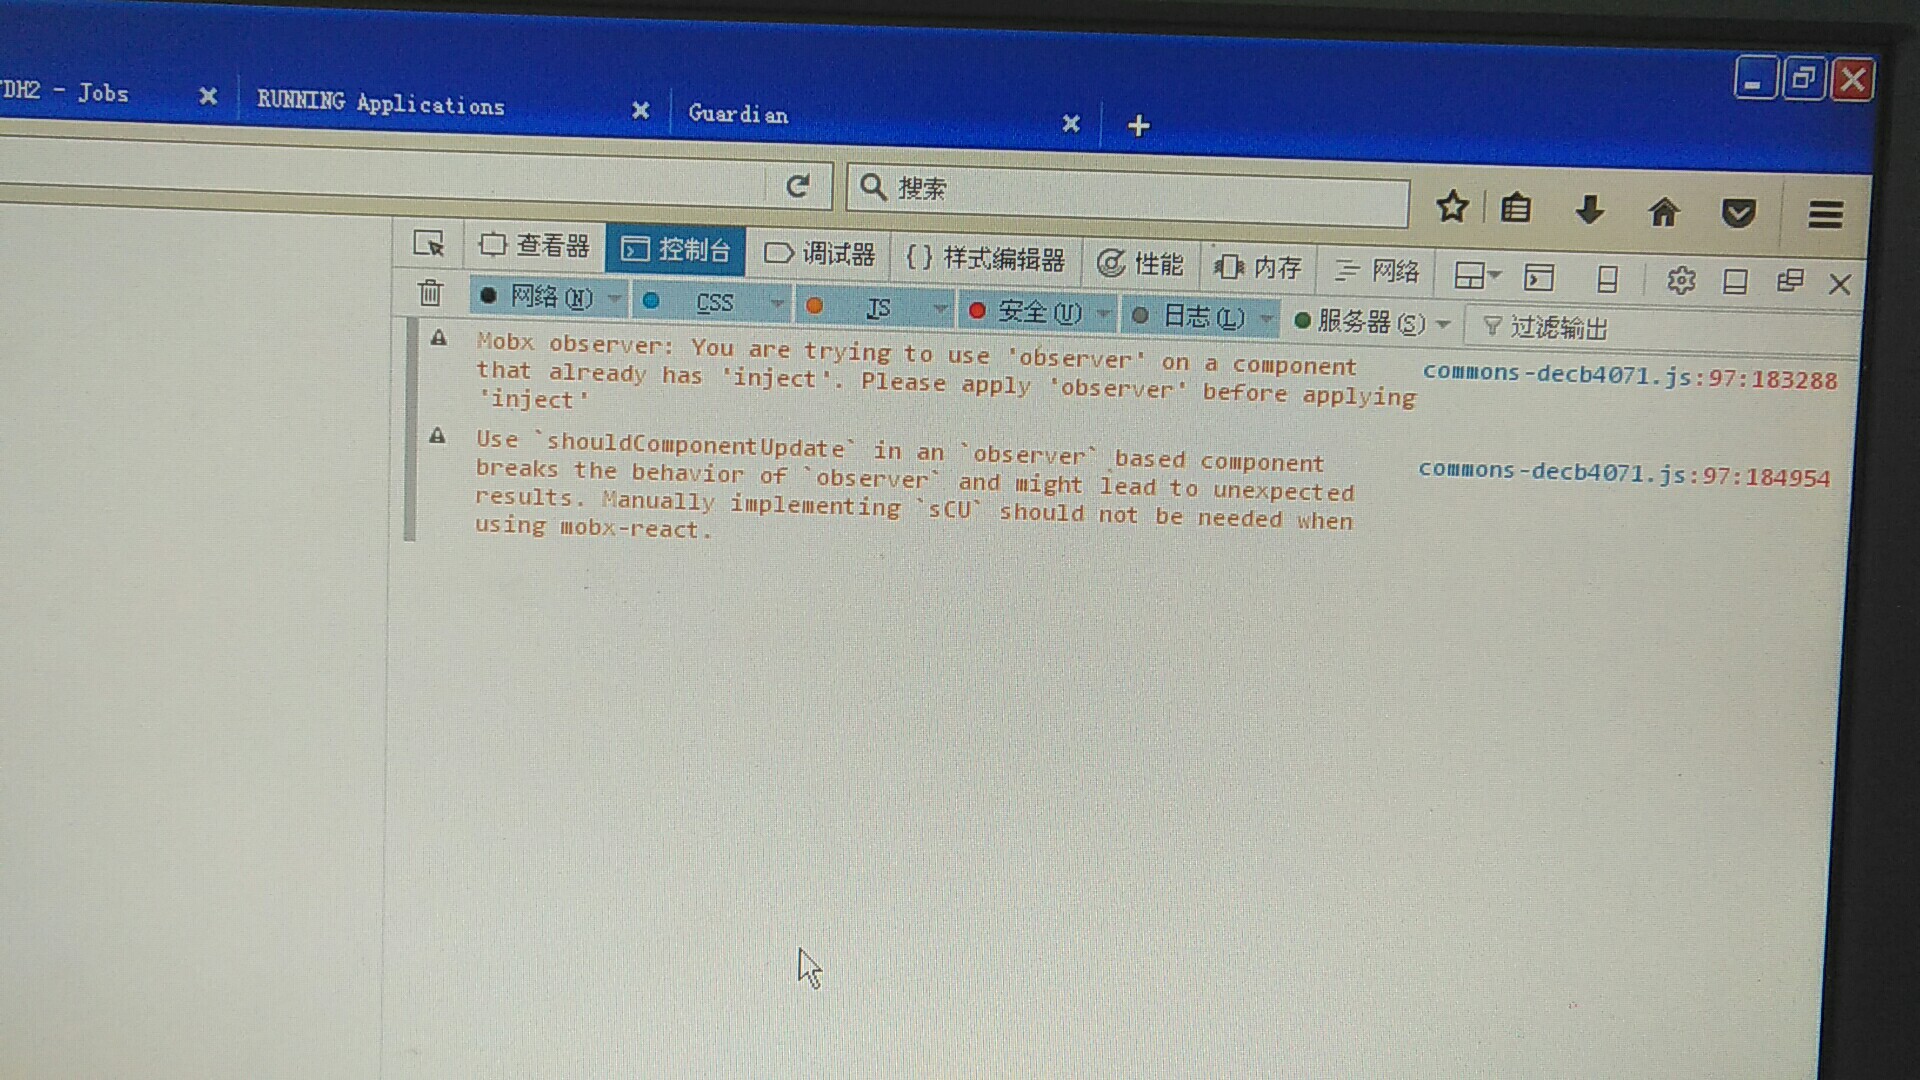 TDH2 - Jobs
RUNNING Applications
Guardian
搜索
查看器
控制台
调试器
{ } 样式编辑器
性能
内存
网络
网络(N)
CSS
JS
安全(U)
日志(L)
服务器(S)
过滤输出
Mobx observer: You are trying to use 'observer' on a component
that already has 'inject'. Please apply 'observer' before applying
'inject'
commons-decb4071.js:97:183288
Use `shouldComponentUpdate` in an `observer` based component
breaks the behavior of `observer` and might lead to unexpected
results. Manually implementing `sCU` should not be needed when
using mobx-react.
commons-decb4071.js:97:184954